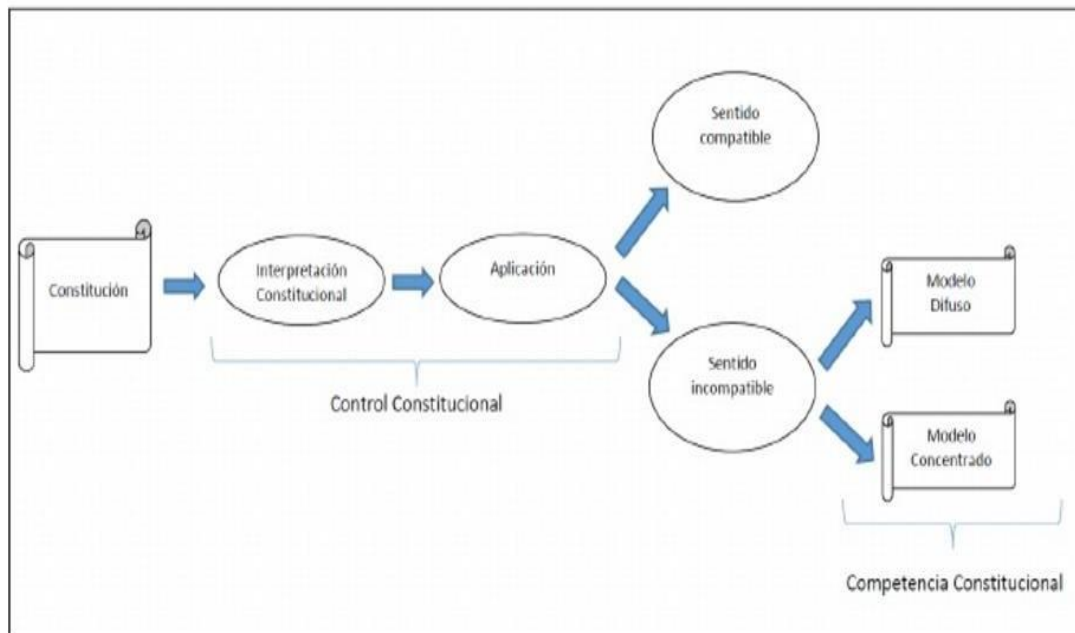 Constitución
Interpretación
Constitucional
Aplicación
Control Constitucional
Sentido
compatible
Sentido
incompatible
Modelo
Difuso
Modelo
Concentrado
Competencia Constitucional